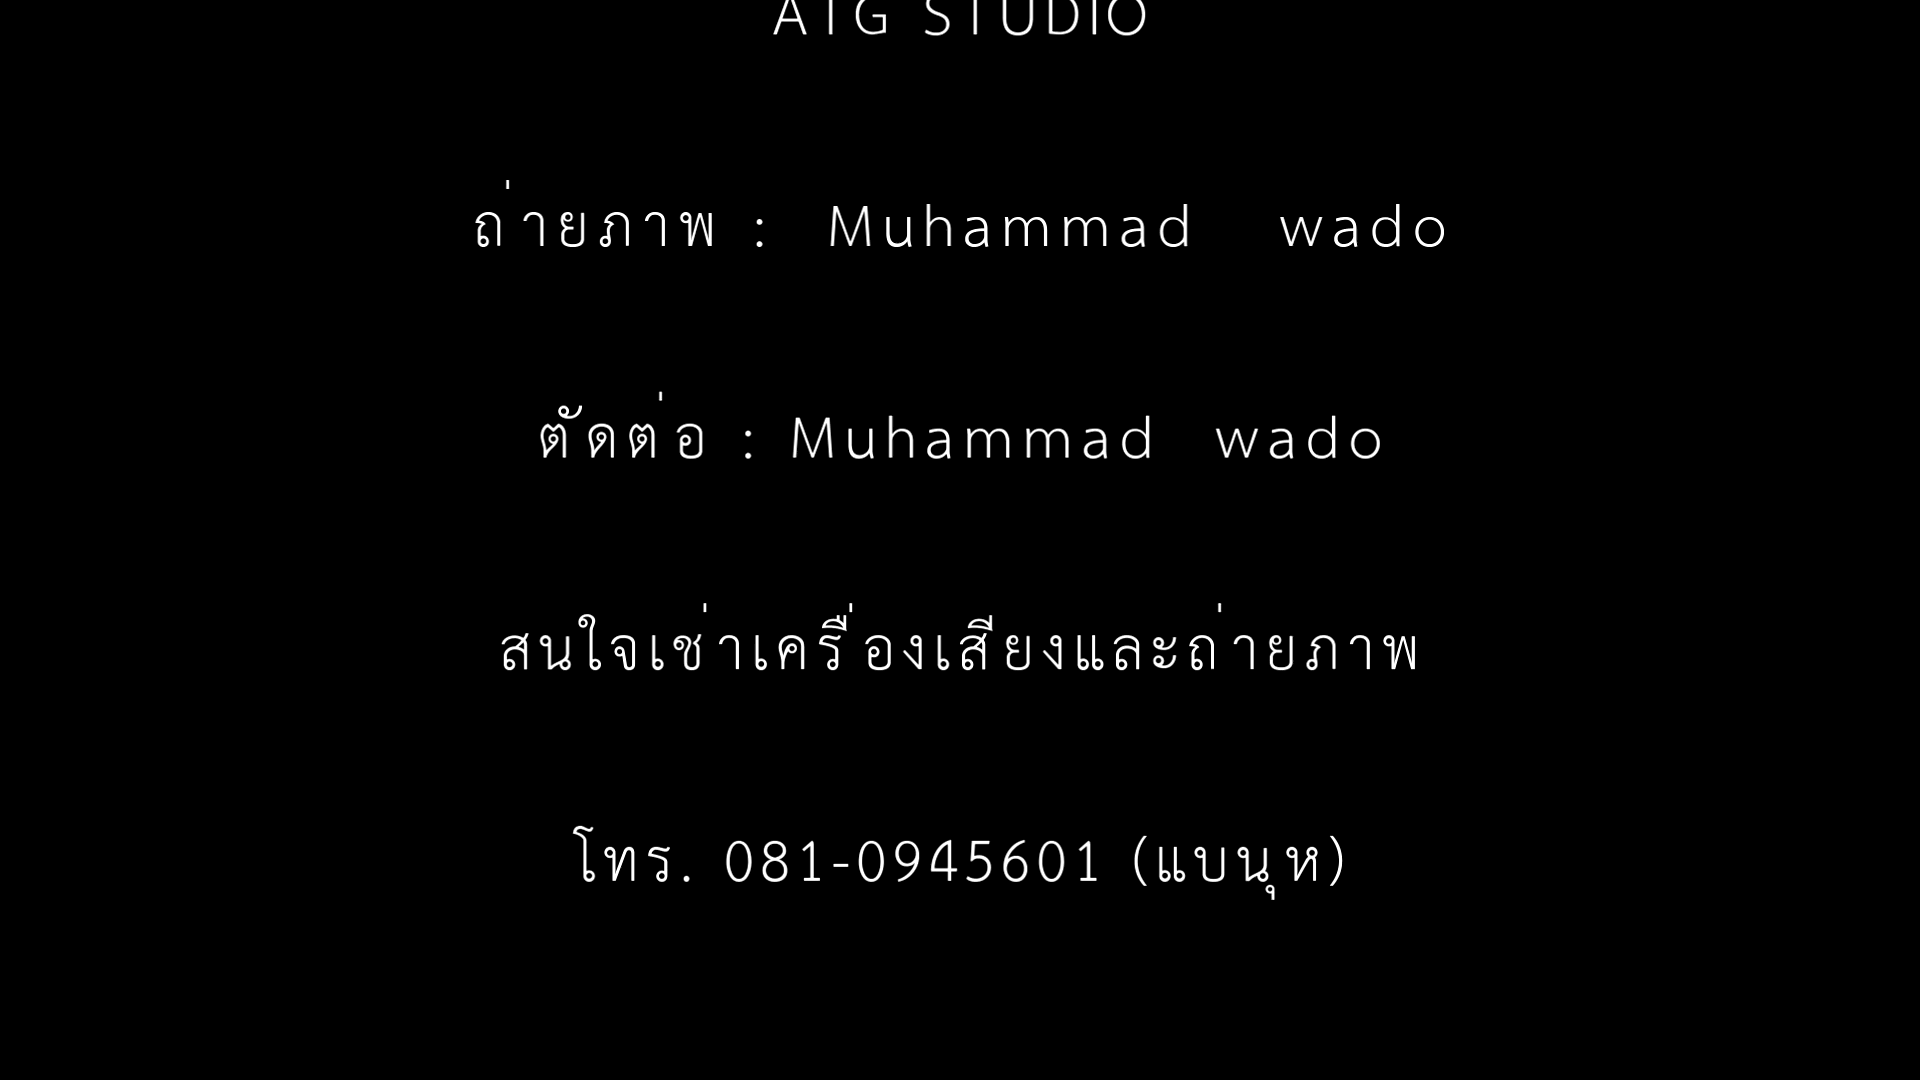 ATG STUDIO
ถ่ายภาพ : Muhammad wado
ตัดต่อ : Muhammad wado
สนใจเช่าเครื่องเสียงและถ่ายภาพ
โทร. 081-0945601 (แบนุห)